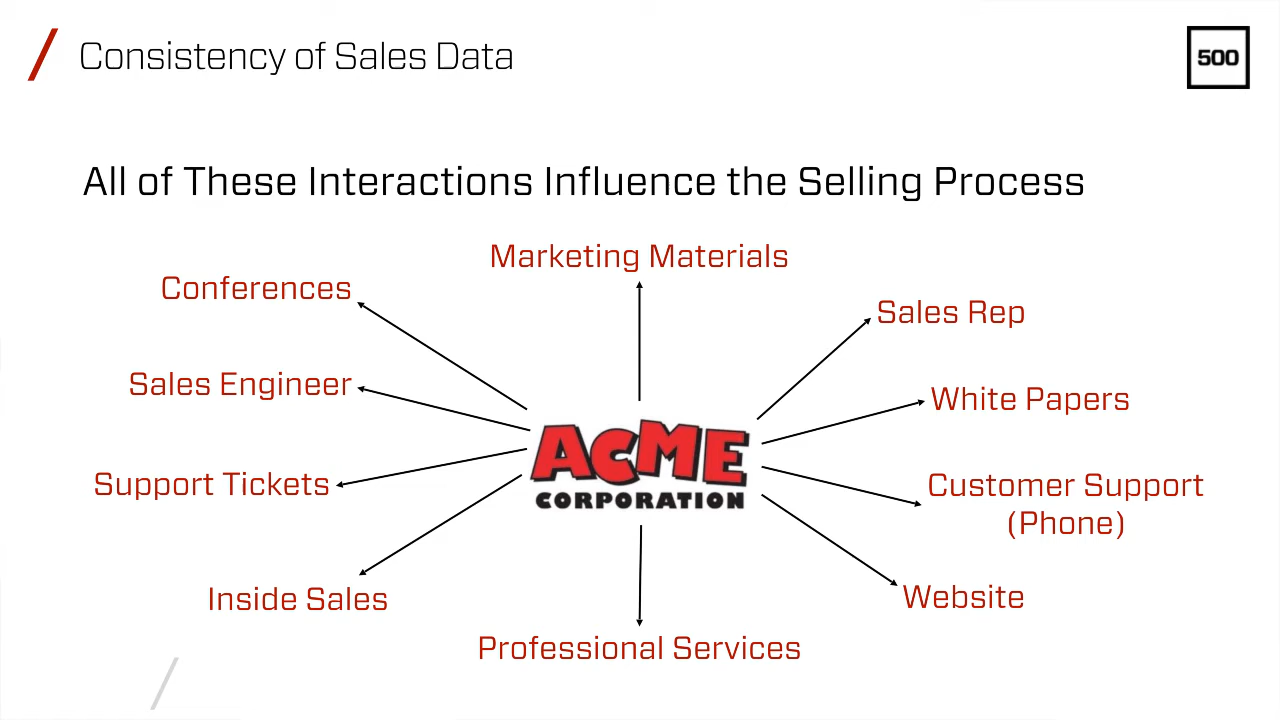 Consistency of Sales Data
500
All of These Interactions Influence the Selling Process
Marketing Materials
Conferences
Sales Rep
Sales Engineer
White Papers
ACME
CORPORATION
Support Tickets
Customer Support
(Phone)
Inside Sales
Website
Professional Services